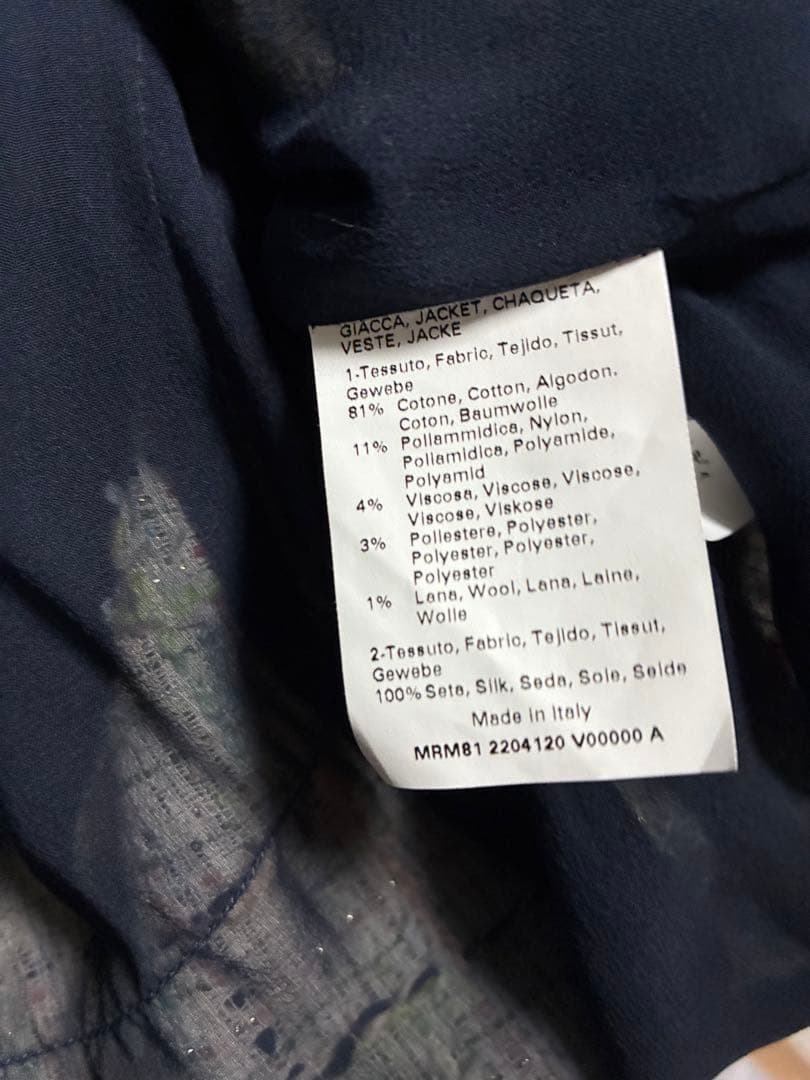 GIACCA, JACKET, CHAQUETA,
VESTE, JACKE
1-Tessuto, Fabric, Tejido, Tissut,
Gewebe
81% Cotone, Cotton, Algodon,
Coton, Baumwolle
11% Poliammidica, Nylon,
Poliamidica, Polyamide,
Polyamid
4% Viscosa, Viscose, Viscose,
Viscose, Viskose
3% Poliestere, Polyester,
Polyester, Polyester,
Polyester
1% Lana, Wool, Lana, Laine,
Wolle
2-Tessuto, Fabric, Tejido, Tissut,
Gewebe
100% Seta, Silk, Seda, Soie, Seide
Made in Italy
MRM81 2204120 V00000 A